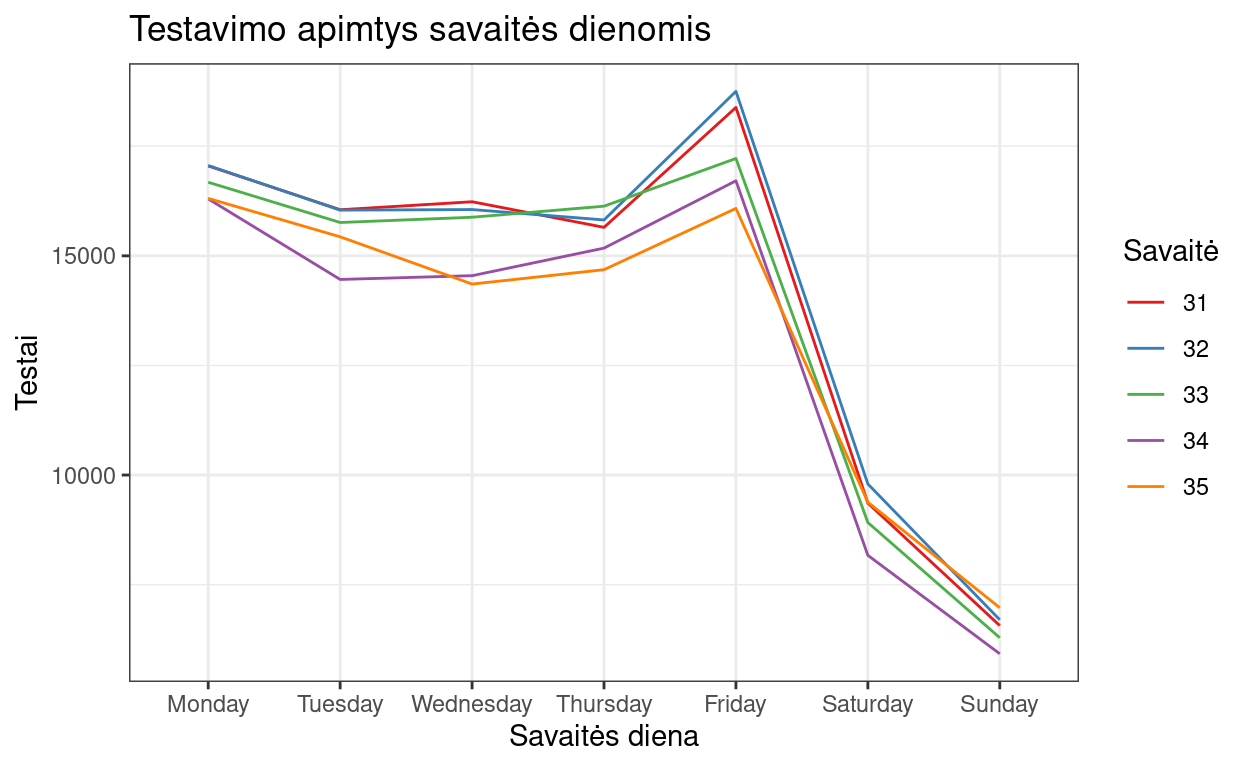 Testavimo apimtys savaitės dienomis
Testai
15000
10000
Monday Tuesday Wednesday Thursday Friday Saturday Sunday
Savaitės diena
Savaitė
31
32
33
34
35